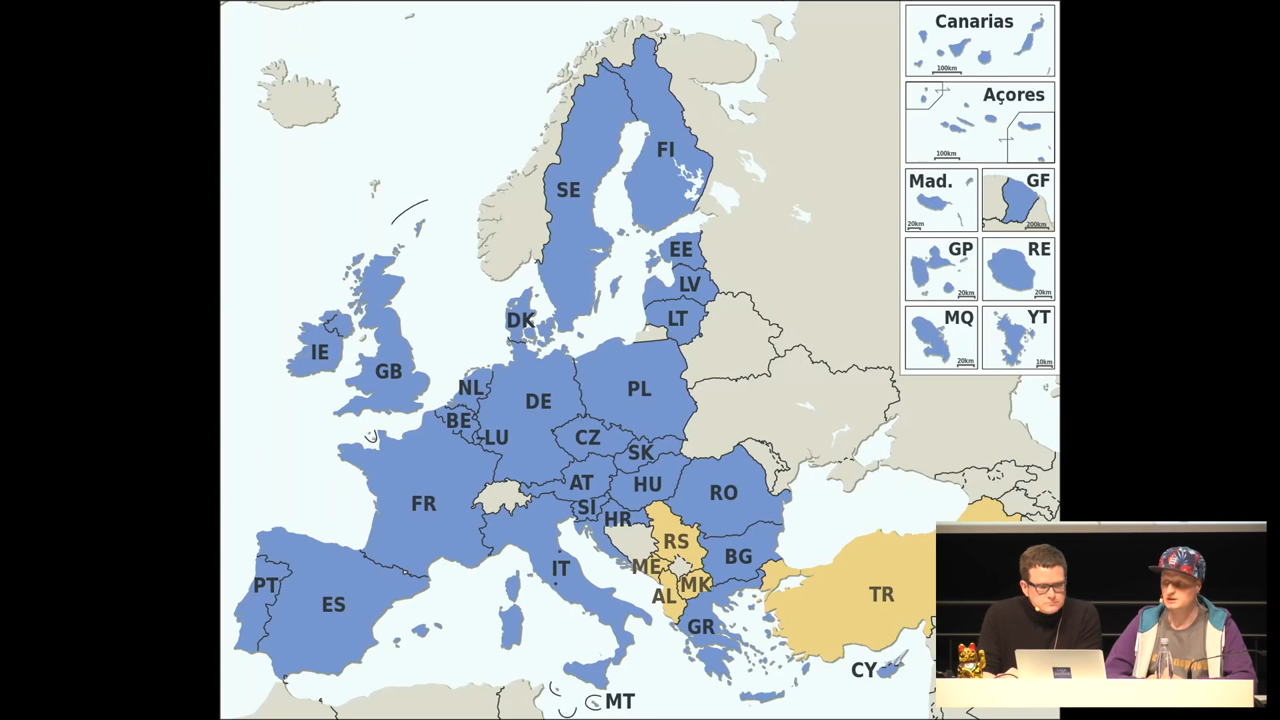 Canarias
100km
Açores
100km
Mad.
20km
GF
200km
GP
20km
RE
20km
MQ
20km
YT
10km
FI
SE
EE
LV
LT
DK
IE
GB
NL
BE
LU
DE
PL
CZ
SK
AT
HU
SI
HR
RO
FR
RS
ME
MK
AL
BG
IT
PT
ES
GR
TR
CY
MT